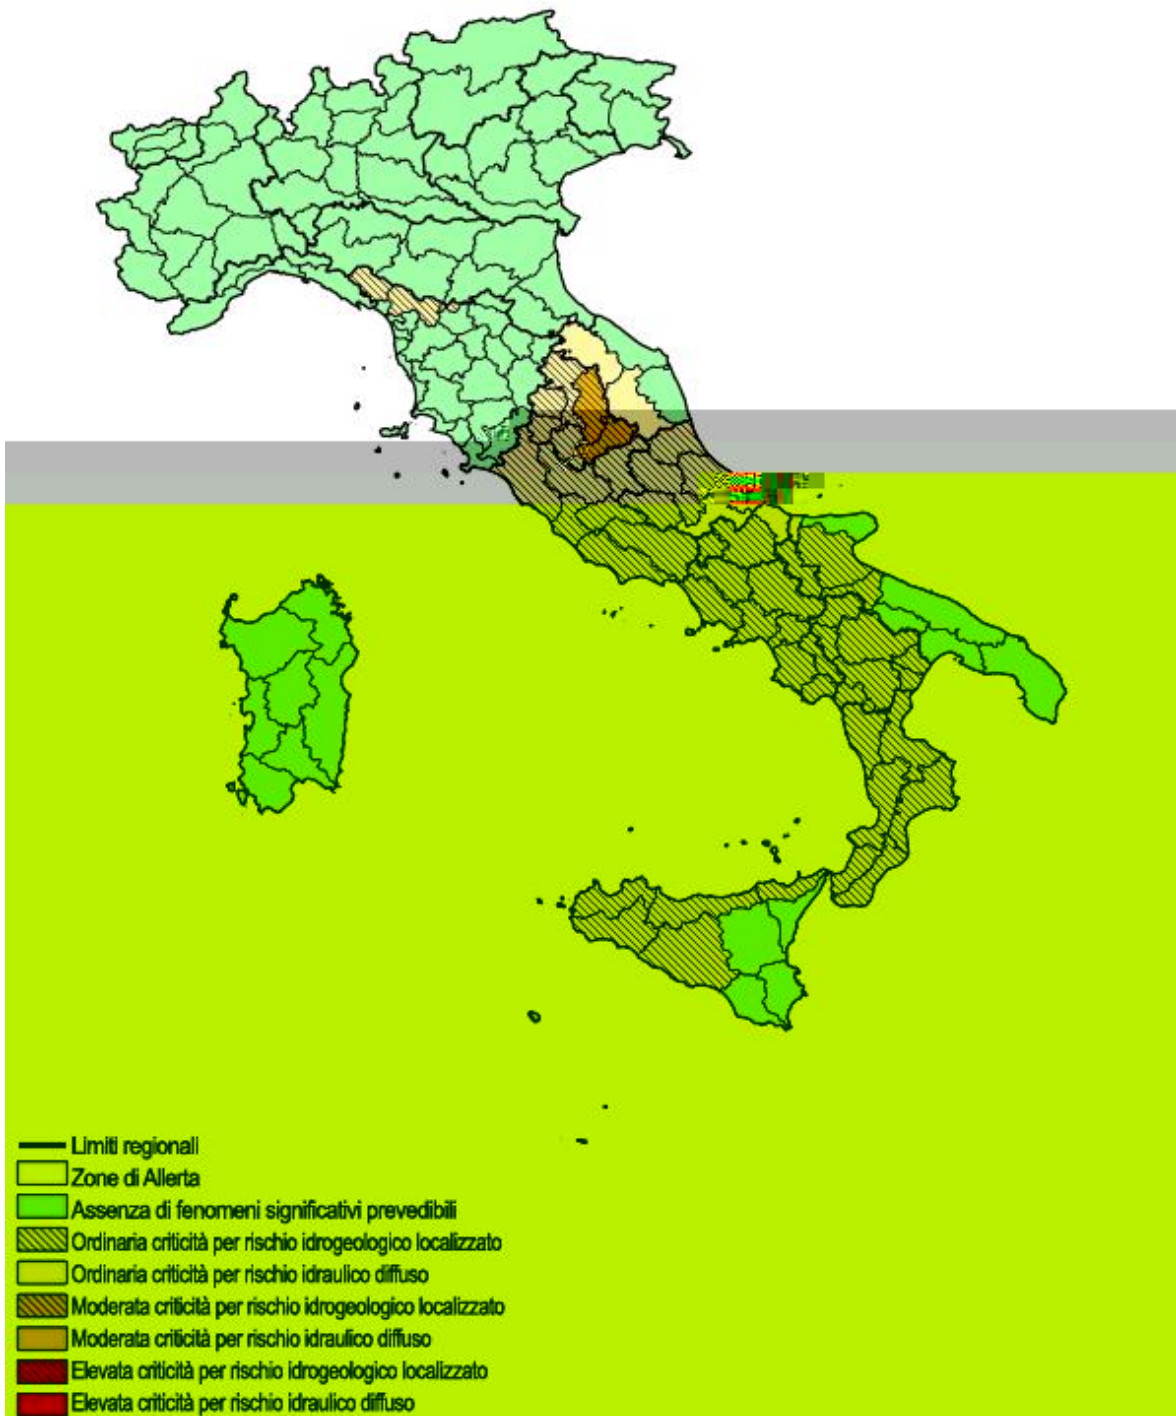 Limiti regionali
Zone di Allerta
Assenza di fenomeni significativi prevedibili
Ordinaria criticità per rischio idrogeologico localizzato
Ordinaria criticità per rischio idraulico diffuso
Moderata criticità per rischio idrogeologico localizzato
Moderata criticità per rischio idraulico diffuso
Elevata criticità per rischio idrogeologico localizzato
Elevata criticità per rischio idraulico diffuso